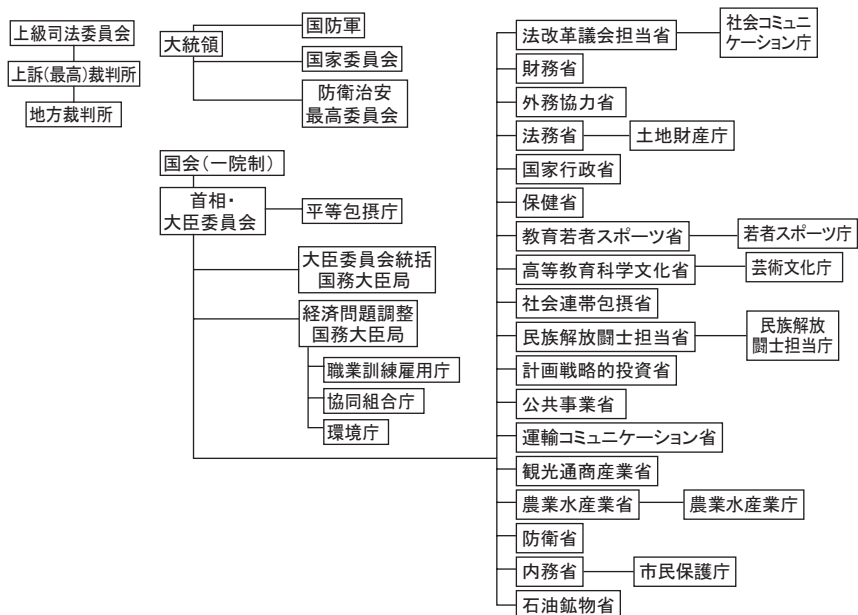 上級司法委員会
上訴(最高)裁判所
地方裁判所
大統領
国防軍
国家委員会
防衛治安
最高委員会
国会(一院制)
首相・
大臣委員会
平等包摂庁
大臣委員会統括
国務大臣局
経済問題調整
国務大臣局
職業訓練雇用庁
協同組合庁
環境庁
法改革議会担当省
社会コミュニ
ケーション庁
財務省
外務協力省
法務省
土地財産庁
国家行政省
保健省
教育若者スポーツ省
若者スポーツ庁
高等教育科学文化省
芸術文化庁
社会連帯包摂省
民族解放闘士担当省
民族解放
闘士担当庁
計画戦略的投資省
公共事業省
運輸コミュニケーション省
観光通商産業省
農業水産業省
農業水産業庁
防衛省
内務省
市民保護庁
石油鉱物省